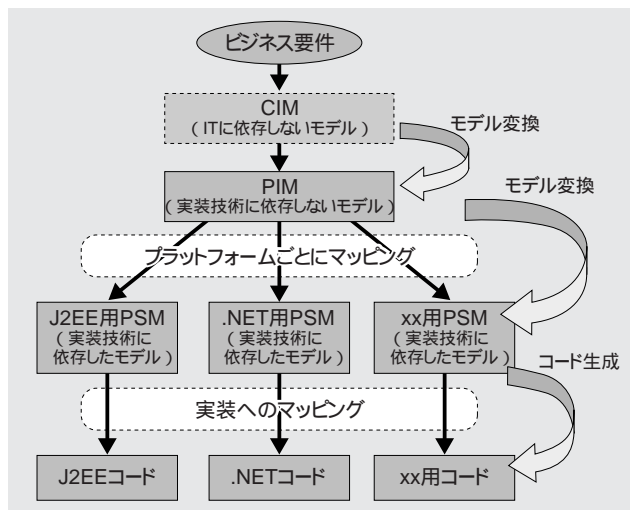 ビジネス要件
CIM
（ITに依存しないモデル）
モデル変換
PIM
（実装技術に依存しないモデル）
モデル変換
プラットフォームごとにマッピング
J2EE用PSM
（実装技術に
依存したモデル）
.NET用PSM
（実装技術に
依存したモデル）
xx用PSM
（実装技術に
依存したモデル）
コード生成
実装へのマッピング
J2EEコード
.NETコード
xx用コード